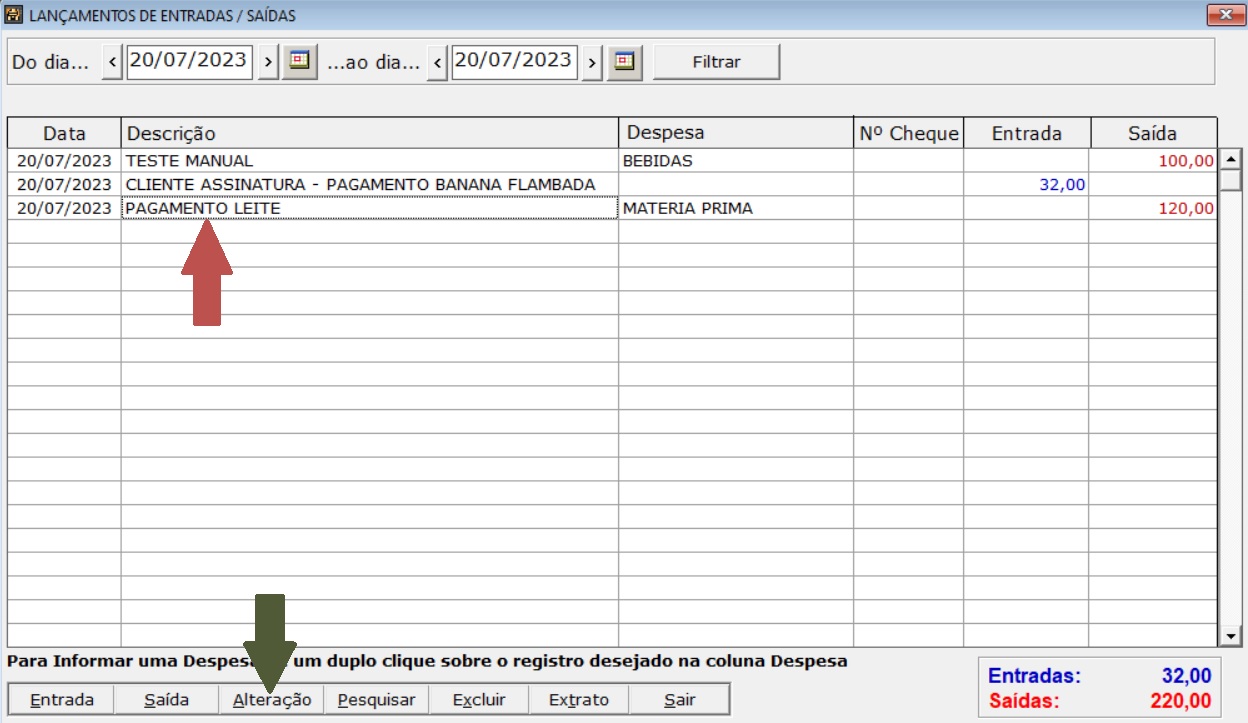 LANÇAMENTOS DE ENTRADAS / SAÍDAS
Do dia... < 20/07/2023 > ...ao dia... < 20/07/2023 > Filtrar
Data Descrição Despesa Nº Cheque Entrada Saída
20/07/2023 TESTE MANUAL BEBIDAS 100,00
20/07/2023 CLIENTE ASSINATURA - PAGAMENTO BANANA FLAMBADA 32,00
20/07/2023 PAGAMENTO LEITE MATERIA PRIMA 120,00
Para Informar uma Despesa um duplo clique sobre o registro desejado na coluna Despesa
Entrada Saída Alteração Pesquisar Excluir Extrato Sair
Entradas: 32,00
Saídas: 220,00